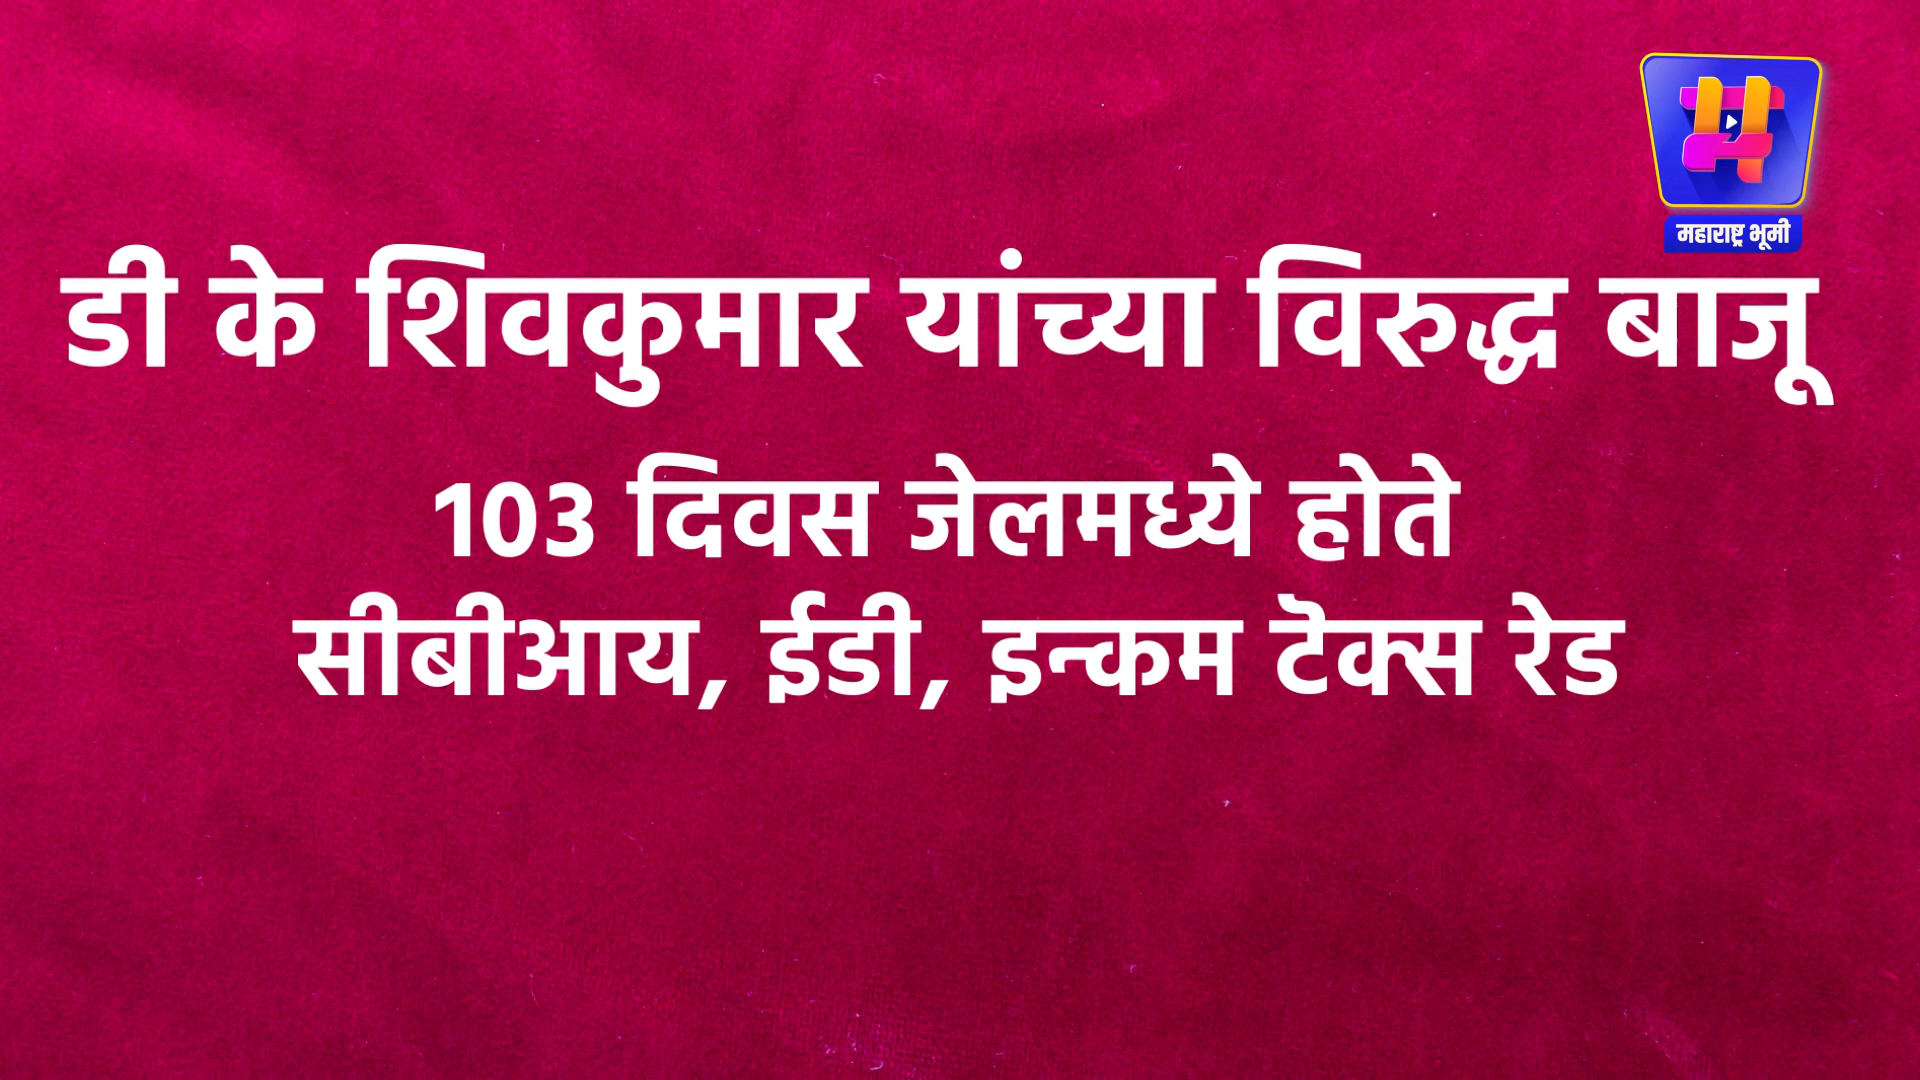 महाराष्ट्र भूमी
डी के शिवकुमार यांच्या विरुद्ध बाजू
103 दिवस जेलमध्ये होते
सीबीआय, ईडी, इन्कम टॅक्स रेड